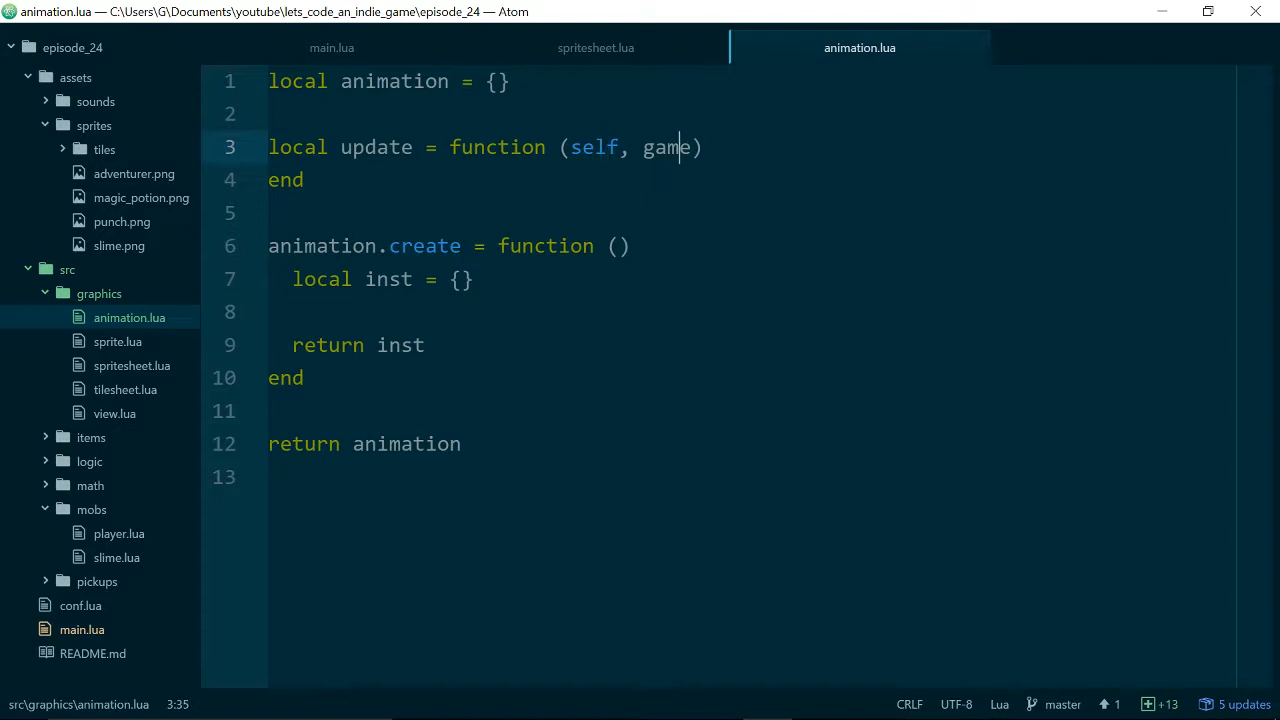 animation.lua — C:\Users\G\Documents\youtube\lets_code_an_indie_game\episode_24 — Atom
episode_24
assets
sounds
sprites
tiles
adventurer.png
magic_potion.png
punch.png
slime.png
src
graphics
animation.lua
sprite.lua
spritesheet.lua
tilesheet.lua
view.lua
items
logic
math
mobs
player.lua
slime.lua
pickups
conf.lua
main.lua
README.md
main.lua
spritesheet.lua
animation.lua
1 local animation = {}
2
3 local update = function (self, game)
4 end
5
6 animation.create = function ()
7 local inst = {}
8
9 return inst
10 end
11
12 return animation
13
src\graphics\animation.lua 3:35 CRLF UTF-8 Lua master 1 +13 5 updates